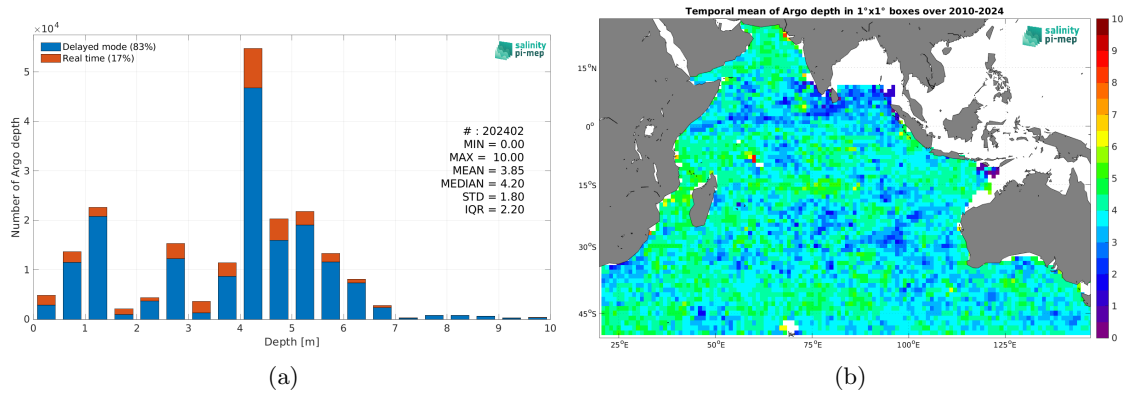 ×10⁴
Delayed mode (83%)
Real time (17%)
salinity
pi-mep
# : 202402
MIN = 0.00
MAX = 10.00
MEAN = 3.85
MEDIAN = 4.20
STD = 1.80
IQR = 2.20
Number of Argo depth
5
4
3
2
1
0
0 1 2 3 4 5 6 7 8 9 10
Depth [m]
(a)
Temporal mean of Argo depth in 1°x1° boxes over 2010-2024
salinity
pi-mep
15°N
0°
15°S
30°S
45°S
25°E 50°E 75°E 100°E 125°E
10
9
8
7
6
5
4
3
2
1
0
(b)